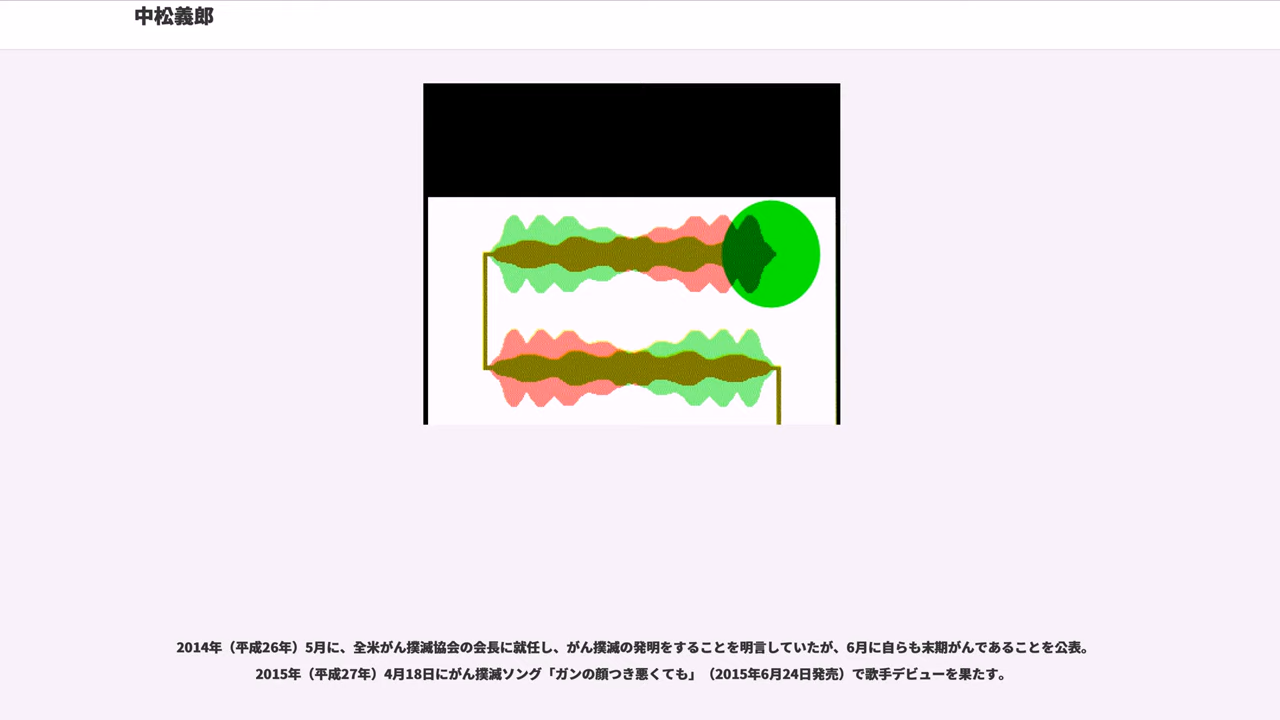 中松義郎
2014年（平成26年）5月に、全米がん撲滅協会の会長に就任し、がん撲滅の発明をすることを明言していたが、6月に自らも末期がんであることを公表。
2015年（平成27年）4月18日にがん撲滅ソング「ガンの顔つき悪くても」（2015年6月24日発売）で歌手デビューを果たす。